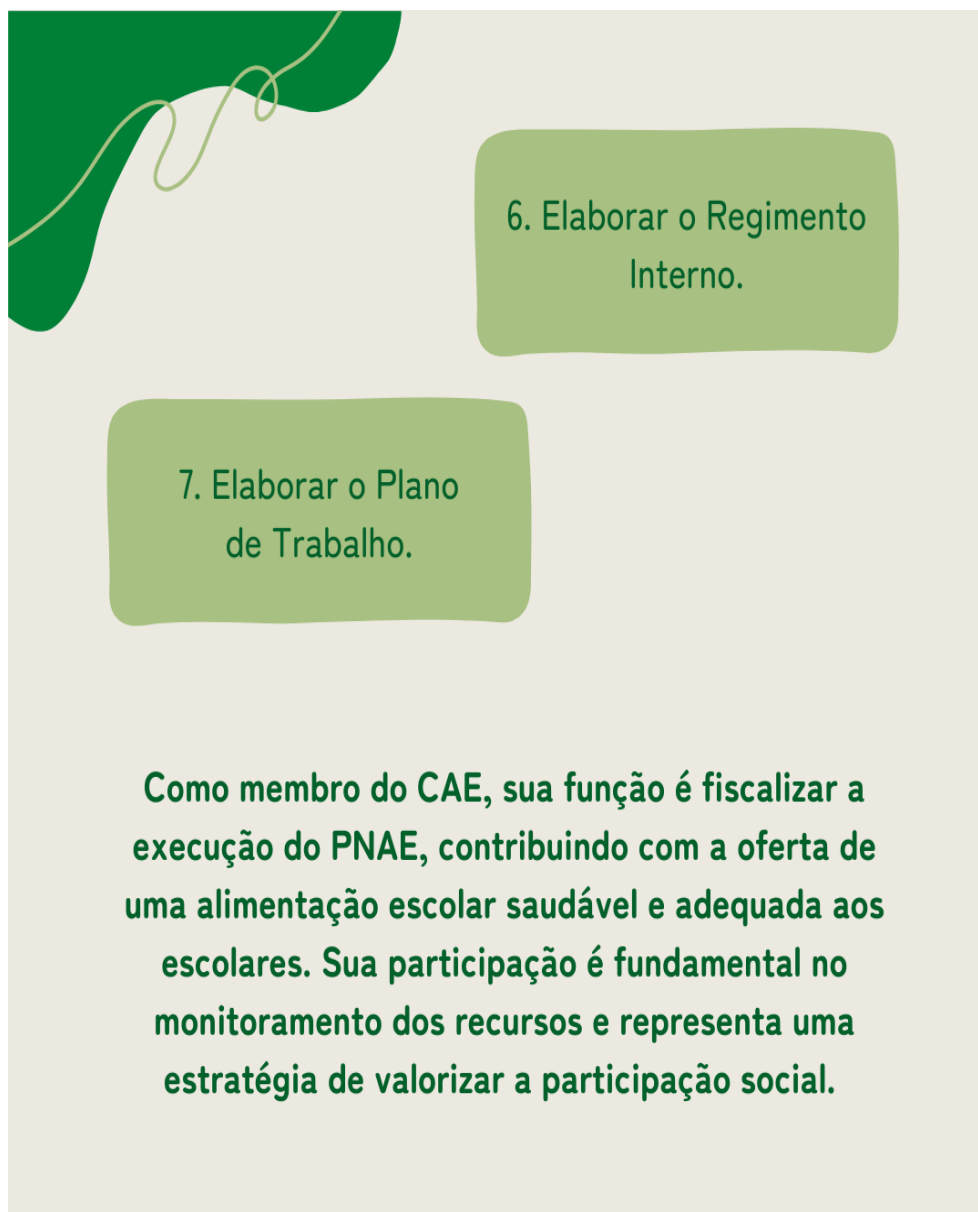 6. Elaborar o Regimento
Interno.
7. Elaborar o Plano
de Trabalho.
Como membro do CAE, sua função é fiscalizar a
execução do PNAE, contribuindo com a oferta de
uma alimentação escolar saudável e adequada aos
escolares. Sua participação é fundamental no
monitoramento dos recursos e representa uma
estratégia de valorizar a participação social.